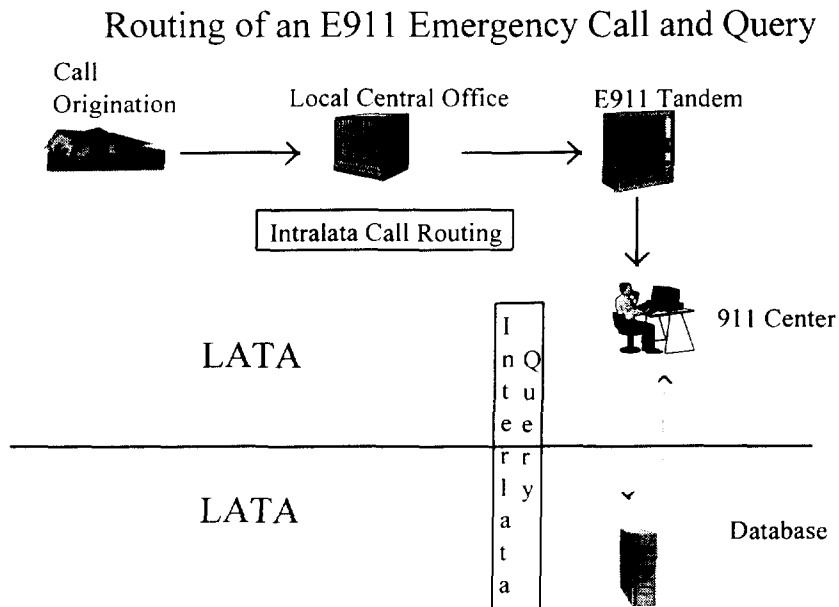 Routing of an E911 Emergency Call and Query
Call
Origination
Local Central Office
E911 Tandem
Intralata Call Routing
911 Center
LATA
Interlata
Query
LATA
Database